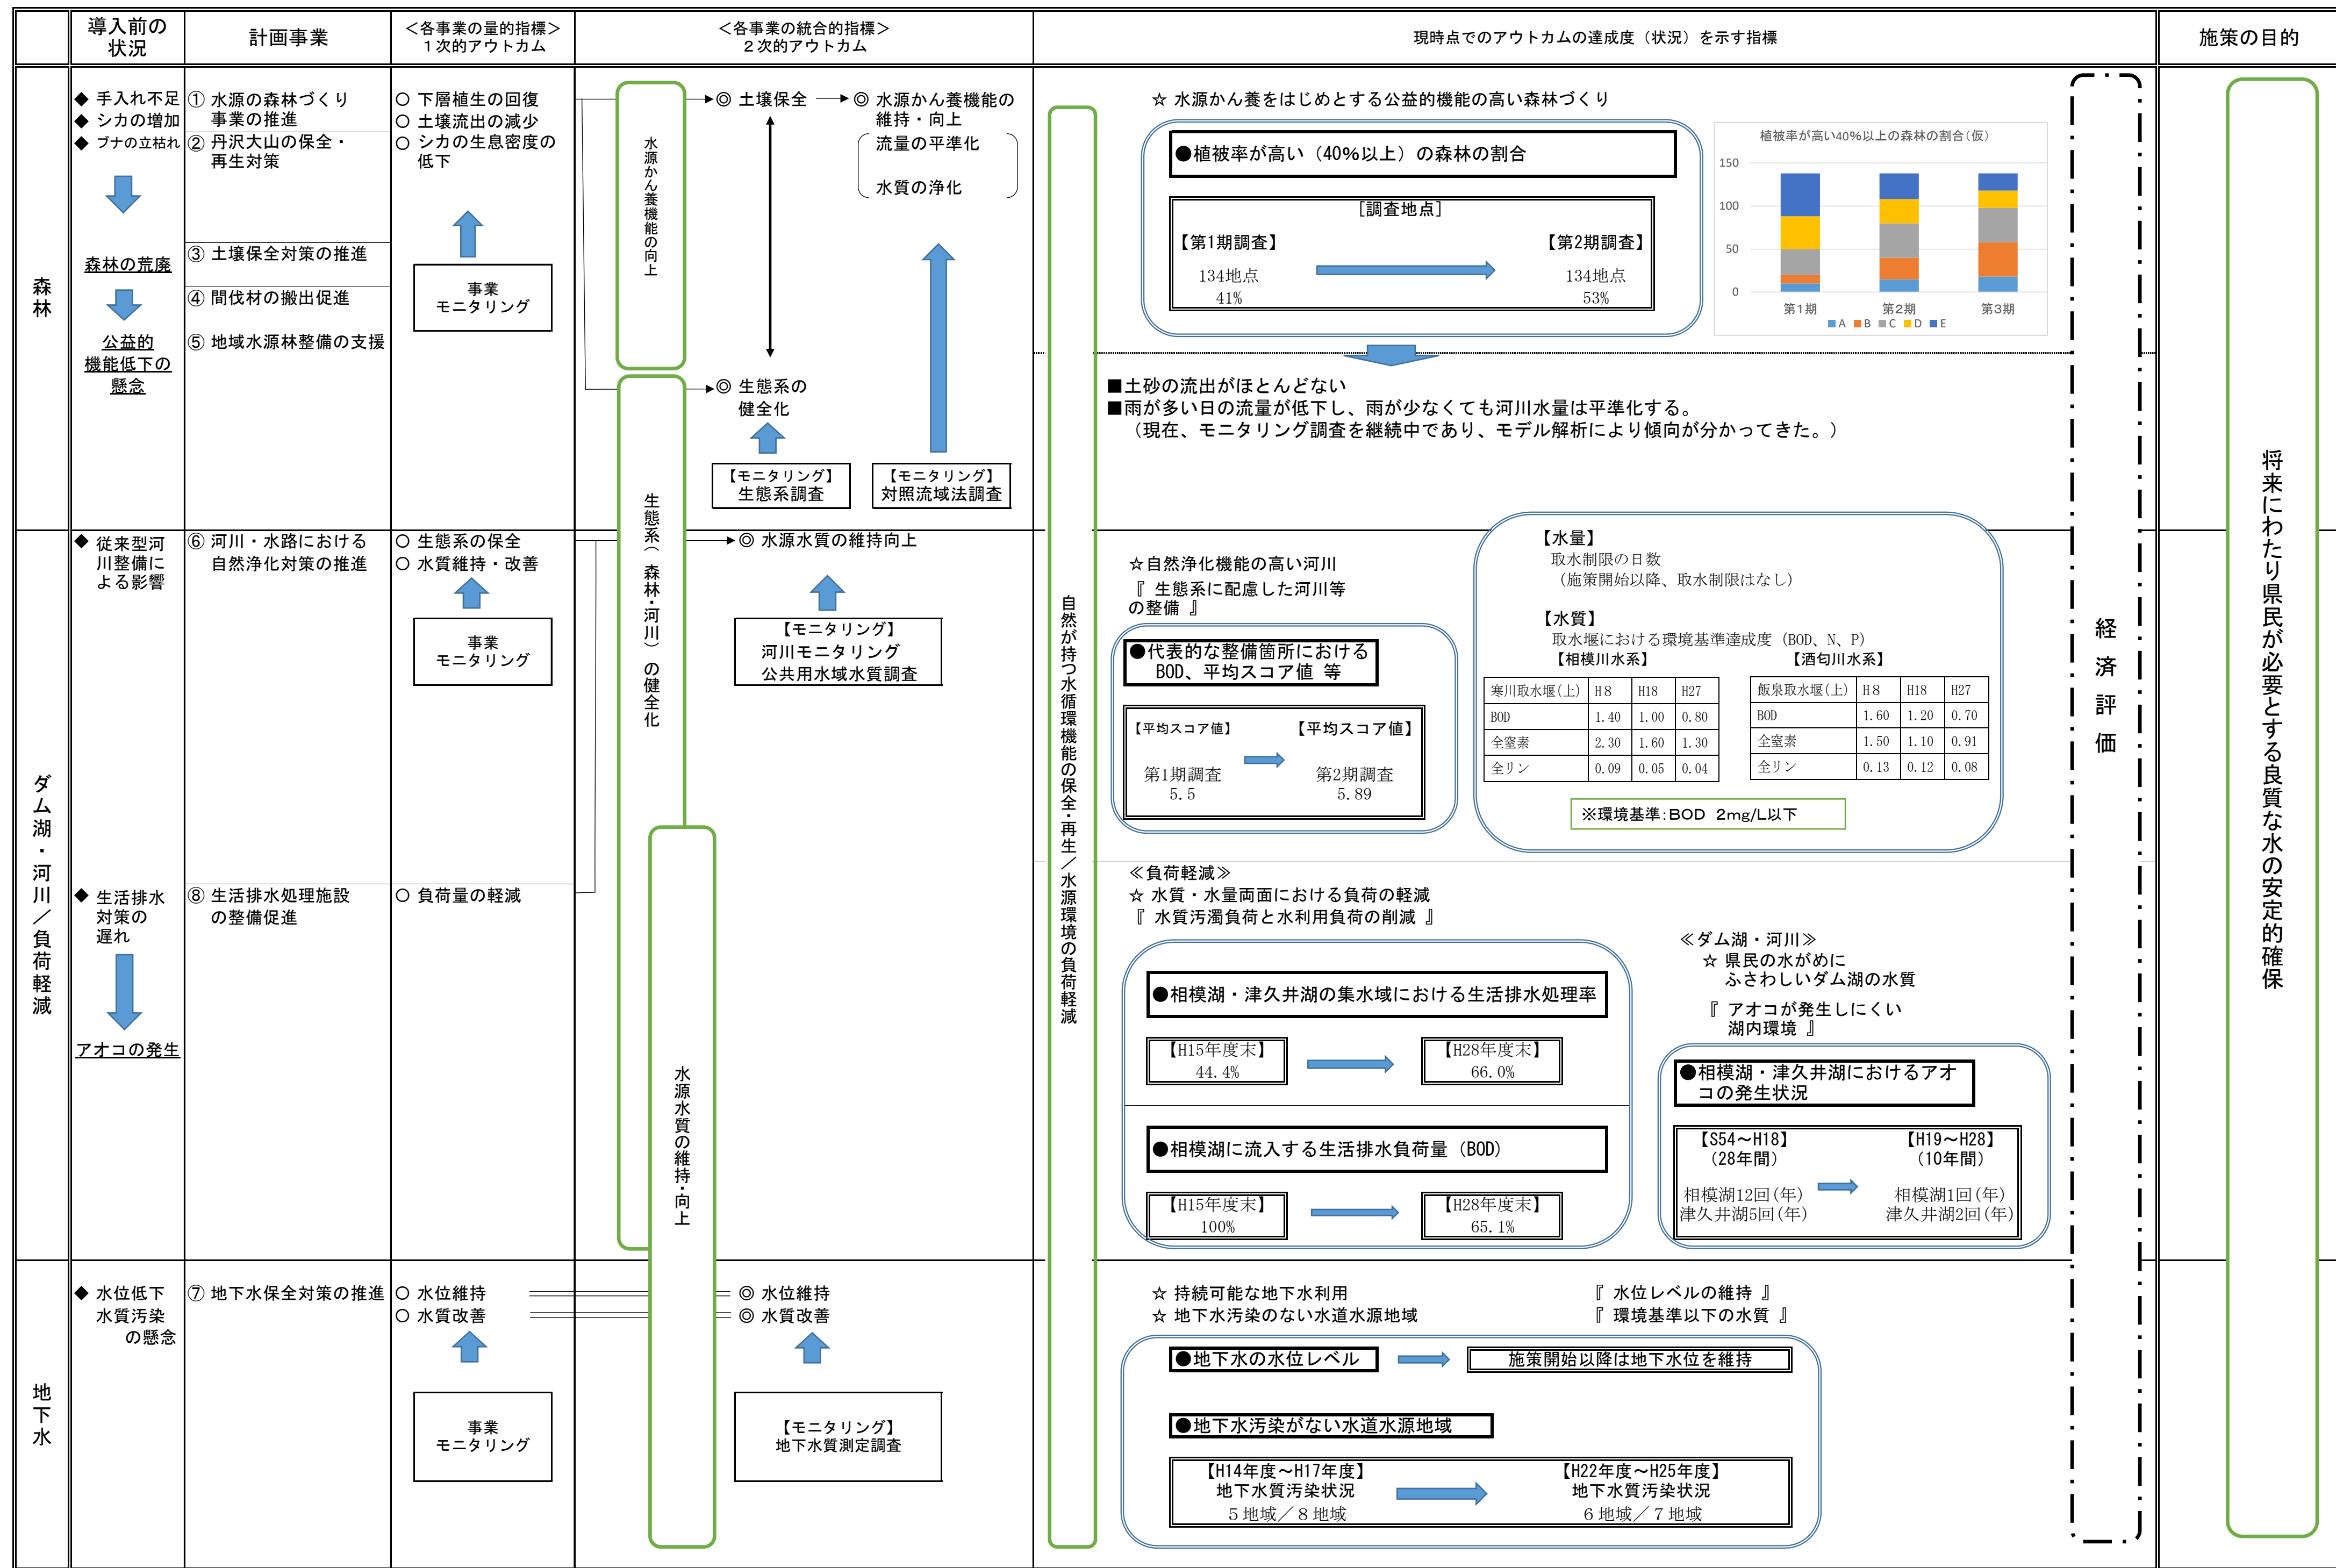 導入前の
状況
計画事業
＜各事業の量的指標＞
１次的アウトカム
＜各事業の統合的指標＞
２次的アウトカム
現時点でのアウトカムの達成度（状況）を示す指標
施策の目的
森林
◆ 手入れ不足
◆ シカの増加
◆ ブナの立枯れ
森林の荒廃
公益的
機能低下の
懸念
① 水源の森林づくり
事業の推進
② 丹沢大山の保全・
再生対策
③ 土壌保全対策の推進
④ 間伐材の搬出促進
⑤ 地域水源林整備の支援
○ 下層植生の回復
○ 土壌流出の減少
○ シカの生息密度の
低下
事業
モニタリング
水源かん養機能の向上
◎ 土壌保全
◎ 水源かん養機能の
維持・向上
流量の平準化
水質の浄化
◎ 生態系の
健全化
【モニタリング】
生態系調査
【モニタリング】
対照流域法調査
生態系（森林・河川）の健全化
自然が持つ水循環機能の保全・再生／水源環境の負荷軽減
☆ 水源かん養をはじめとする公益的機能の高い森林づくり
●植被率が高い（40％以上）の森林の割合
［調査地点］
【第1期調査】
134地点
41%
【第2期調査】
134地点
53%
植被率が高い40％以上の森林の割合（仮）
150
100
50
0
第1期 第2期 第3期
A B C D E
■土砂の流出がほとんどない
■雨が多い日の流量が低下し、雨が少なくても河川水量は平準化する。
（現在、モニタリング調査を継続中であり、モデル解析により傾向が分かってきた。）
経済評価
将来にわたり県民が必要とする良質な水の安定的確保
ダム湖・河川／負荷軽減
◆ 従来型河
川整備に
よる影響
⑥ 河川・水路における
自然浄化対策の推進
○ 生態系の保全
○ 水質維持・改善
事業
モニタリング
◎ 水源水質の維持向上
【モニタリング】
河川モニタリング
公共用水域水質調査
☆自然浄化機能の高い河川
『 生態系に配慮した河川等
の整備 』
●代表的な整備箇所における
BOD、平均スコア値 等
【平均スコア値】
第1期調査
5.5
【平均スコア値】
第2期調査
5.89
【水量】
取水制限の日数
（施策開始以降、取水制限はなし）
【水質】
取水堰における環境基準達成度（BOD、N、P）
【相模川水系】
寒川取水堰(上) H８ H18 H27
BOD 1.40 1.00 0.80
全窒素 2.30 1.60 1.30
全リン 0.09 0.05 0.04
【酒匂川水系】
飯泉取水堰(上) H８ H18 H27
BOD 1.60 1.20 0.70
全窒素 1.50 1.10 0.91
全リン 0.13 0.12 0.08
※環境基準：BOD 2mg/L以下
◆ 生活排水
対策の
遅れ
アオコの発生
⑧ 生活排水処理施設
の整備促進
○ 負荷量の軽減
水源水質の維持・向上
≪負荷軽減≫
☆ 水質・水量両面における負荷の軽減
『 水質汚濁負荷と水利用負荷の削減 』
●相模湖・津久井湖の集水域における生活排水処理率
【H15年度末】
44.4%
【H28年度末】
66.0%
●相模湖に流入する生活排水負荷量（BOD）
【H15年度末】
100%
【H28年度末】
65.1%
≪ダム湖・河川≫
☆ 県民の水がめに
ふさわしいダム湖の水質
『 アオコが発生しにくい
湖内環境 』
●相模湖・津久井湖におけるアオ
コの発生状況
【S54～H18】
（28年間）
相模湖12回(年)
津久井湖5回(年)
【H19～H28】
（10年間）
相模湖1回(年)
津久井湖2回(年)
地下水
◆ 水位低下
水質汚染
の懸念
⑦ 地下水保全対策の推進
○ 水位維持
○ 水質改善
事業
モニタリング
◎ 水位維持
◎ 水質改善
【モニタリング】
地下水質測定調査
☆ 持続可能な地下水利用
『 水位レベルの維持 』
☆ 地下水汚染のない水道水源地域
『 環境基準以下の水質 』
●地下水の水位レベル
施策開始以降は地下水位を維持
●地下水汚染がない水道水源地域
【H14年度～H17年度】
地下水質汚染状況
５地域／８地域
【H22年度～H25年度】
地下水質汚染状況
６地域／７地域